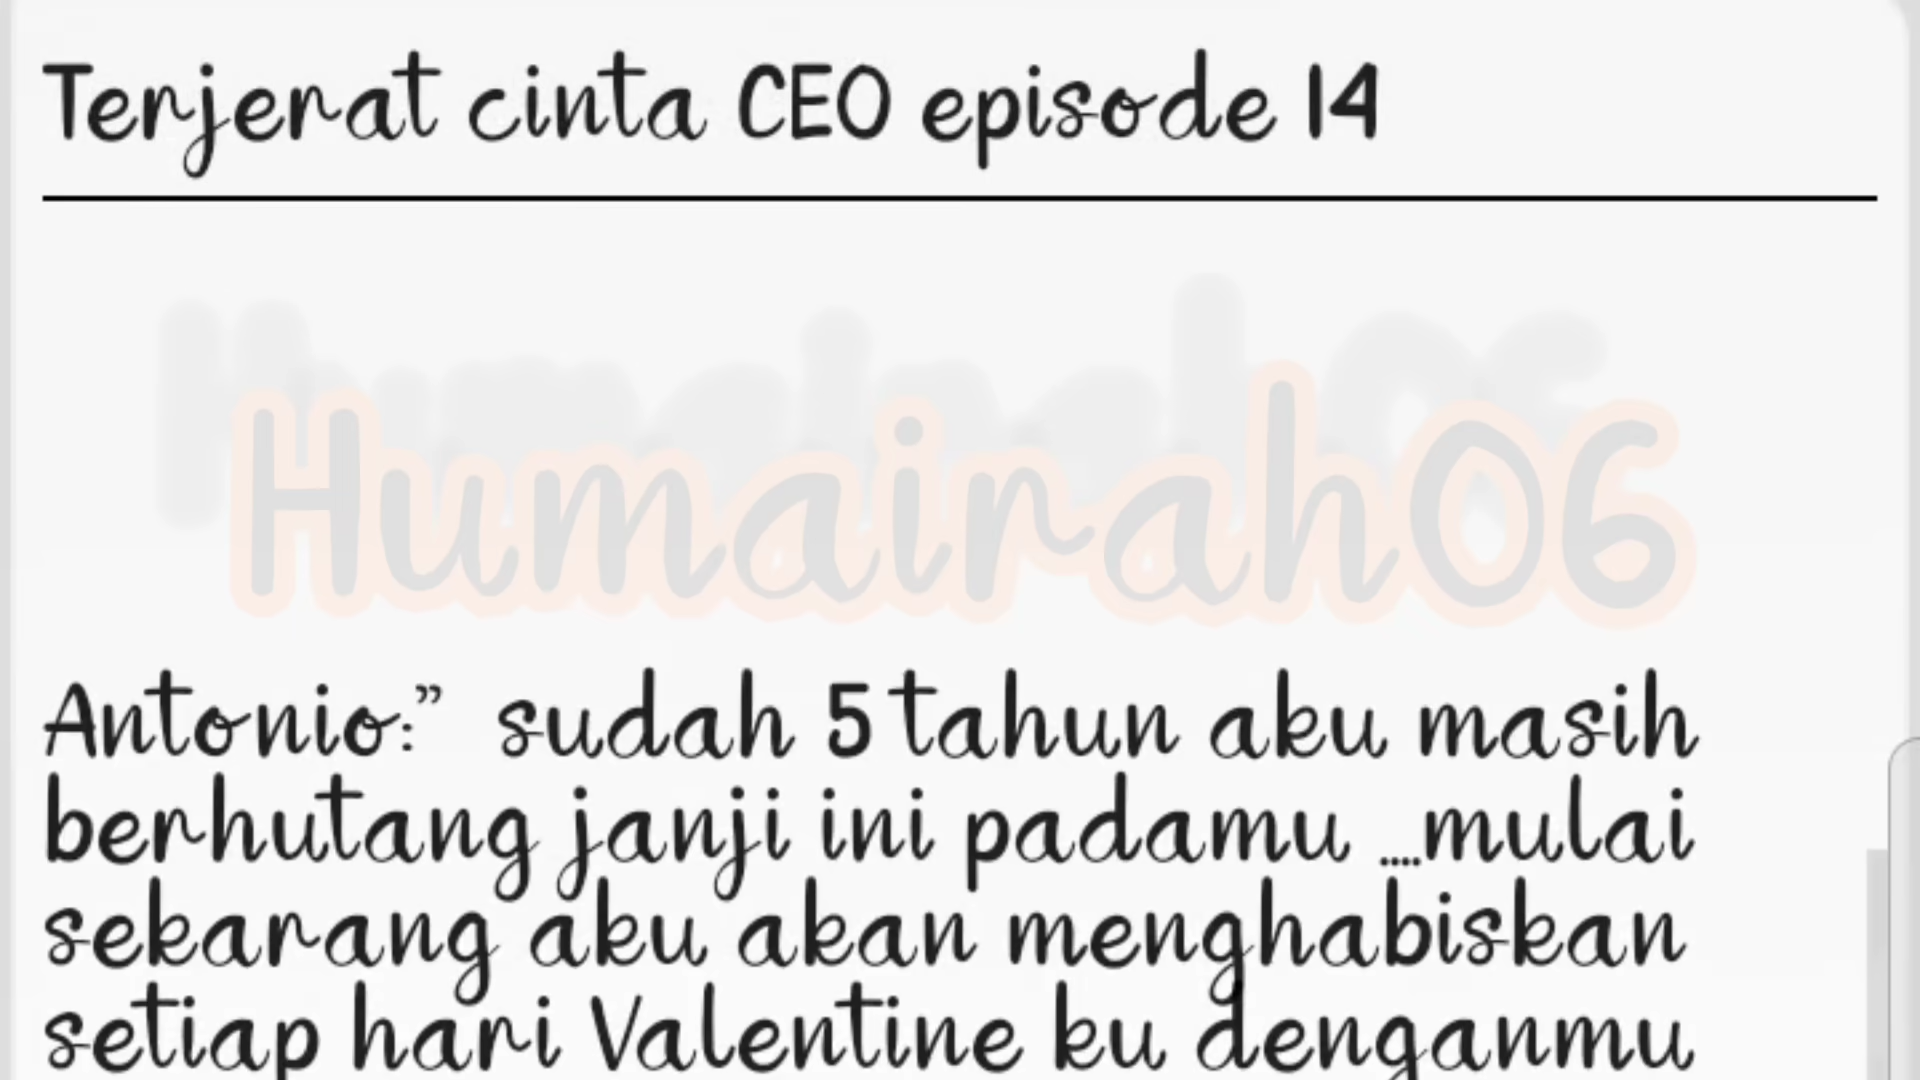 Terjerat cinta CEO episode 14
Humairah06
Antonio:” sudah 5 tahun aku masih
berhutang janji ini padamu ....mulai
sekarang aku akan menghabiskan
setiap hari Valentine ku denganmu